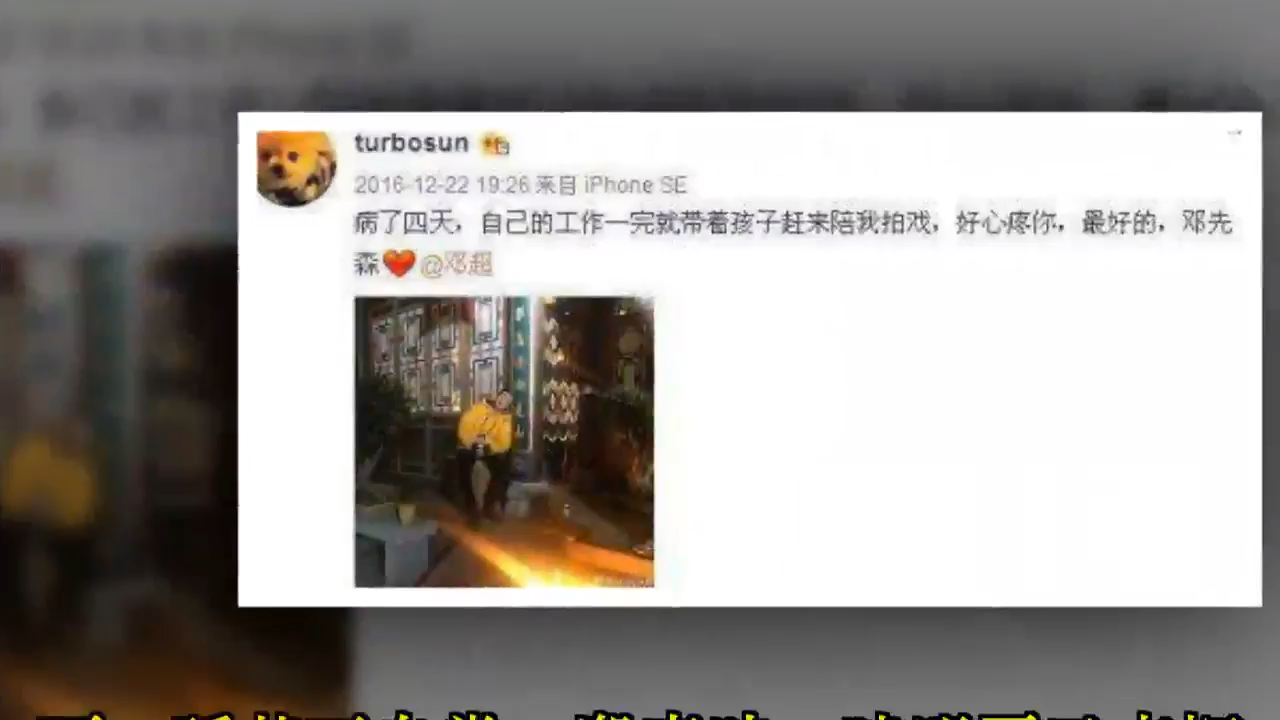 turbosun
2016-12-22 19:26 来自 iPhone SE
病了四天，自己的工作一完就带着孩子赶来陪我拍戏，好心疼你，最好的，邓先
森❤️@邓超